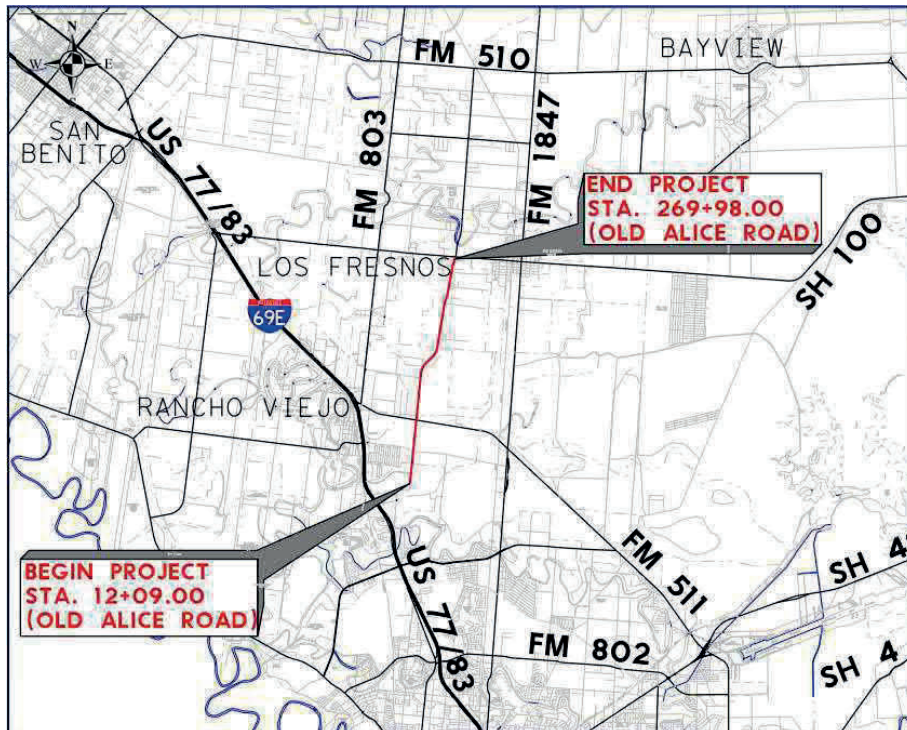 N
W
E
S
FM 510
BAYVIEW
SAN
BENITO
US 77/83
FM 803
FM 1847
END PROJECT
STA. 269+98.00
(OLD ALICE ROAD)
LOS FRESNOS
SH 100
69E
RANCHO VIEJO
BEGIN PROJECT
STA. 12+09.00
(OLD ALICE ROAD)
US 77/83
FM 511
FM 802
SH 4